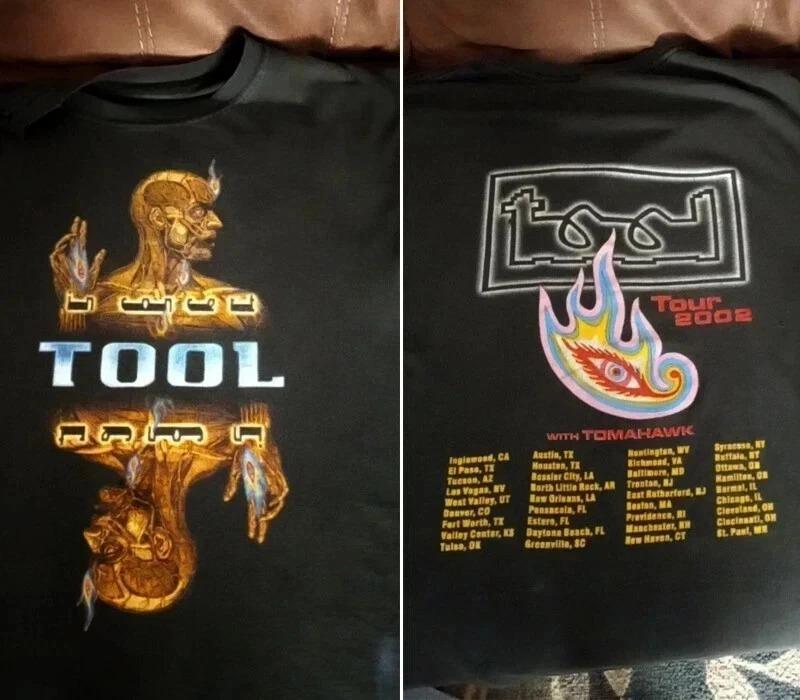 TOOL
tool
Tour
2002
WITH TOMAHAWK
Inglewood, CA
El Paso, TX
Tucson, AZ
Las Vegas, NV
West Valley, UT
Denver, CO
Fort Worth, TX
Valley Center, KS
Tulsa, OK
Austin, TX
Houston, TX
Bossier City, LA
North Little Rock, AR
New Orleans, LA
Pensacola, FL
Estero, FL
Daytona Beach, FL
Greenville, SC
Huntington, WV
Richmond, VA
Baltimore, MD
Trenton, NJ
East Rutherford, NJ
Boston, MA
Providence, RI
Manchester, NH
New Haven, CT
Syracuse, NY
Buffalo, NY
Ottawa, ON
Hamilton, ON
Normal, IL
Chicago, IL
Cleveland, OH
Cincinnati, OH
St. Paul, MN